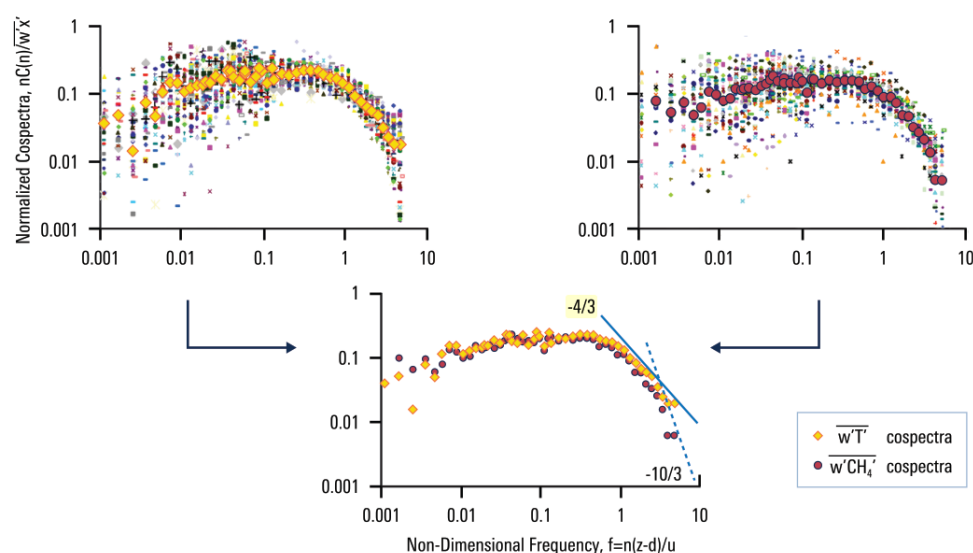 Normalized Cospectra, nC(n)/w'x'
1
0.1
0.01
0.001
0.001 0.01 0.1 1 10
1
0.1
0.01
0.001
0.001 0.01 0.1 1 10
1
0.1
0.01
0.001
-4/3
-10/3
0.001 0.01 0.1 1 10
Non-Dimensional Frequency, f=n(z-d)/u
w'T' cospectra
w'CH₄' cospectra